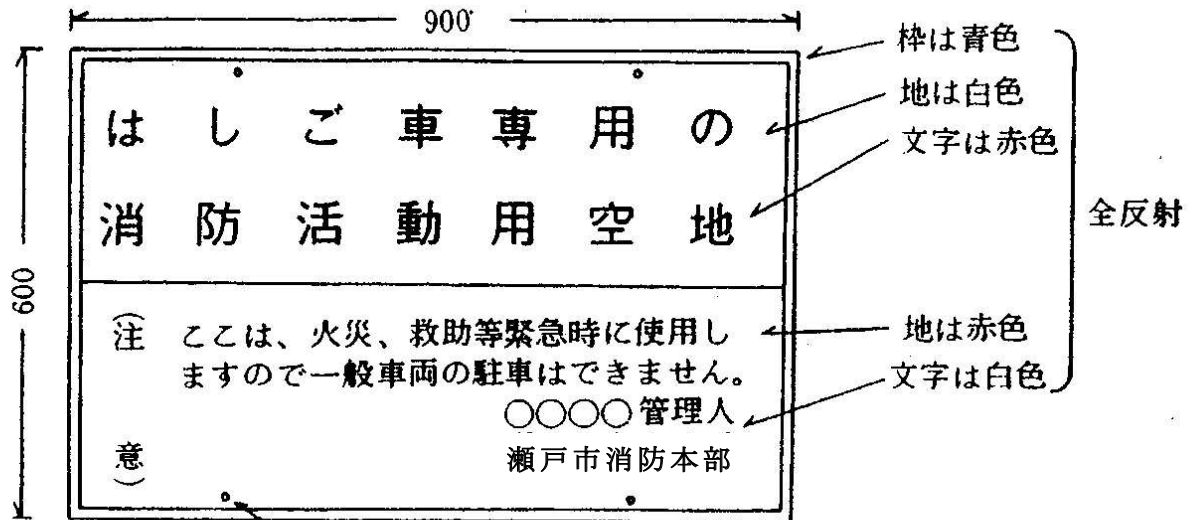 900
600
はしご車専用の
消防活動用空地
(注意)
ここは、火災、救助等緊急時に使用し
ますので一般車両の駐車はできません。
○○○○管理人
瀬戸市消防本部
枠は青色
地は白色
文字は赤色
地は赤色
文字は白色
全反射